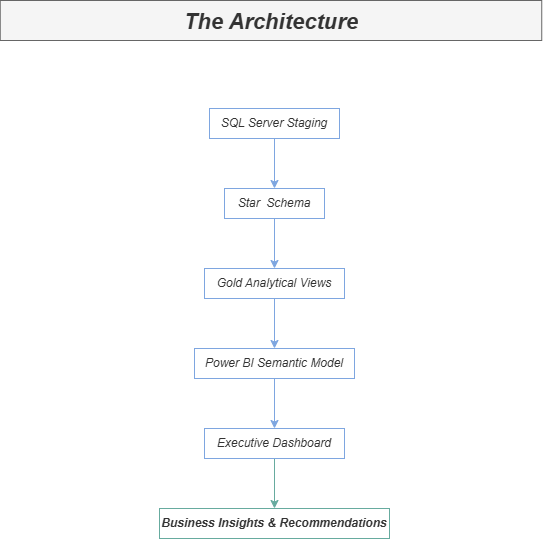 The Architecture
SQL Server Staging
Star  Schema
Gold Analytical Views
Power BI Semantic Model
Executive Dashboard
Business Insights & Recommendations